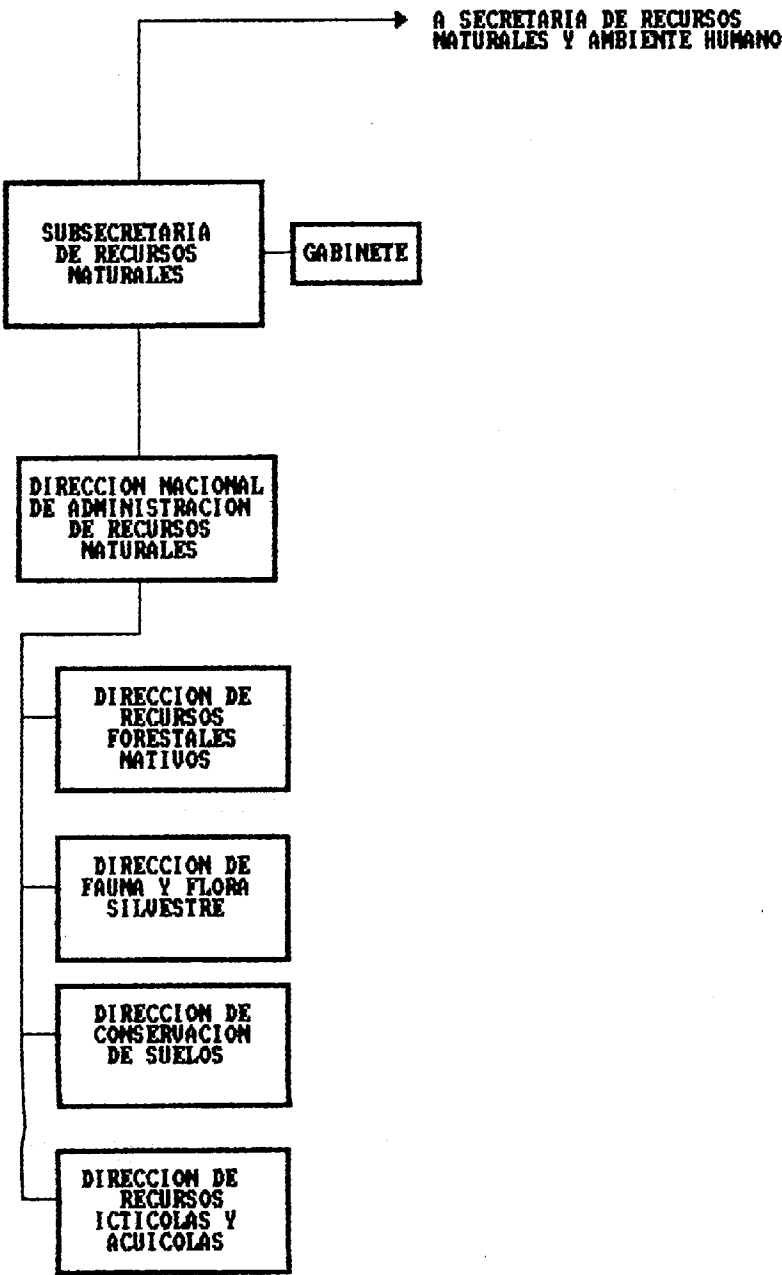 A SECRETARIA DE RECURSOS
NATURALES Y AMBIENTE HUMANO
SUBSECRETARIA
DE RECURSOS
NATURALES
GABINETE
DIRECCION NACIONAL
DE ADMINISTRACION
DE RECURSOS
NATURALES
DIRECCION DE
RECURSOS
FORESTALES
NATIVOS
DIRECCION DE
FAUNA Y FLORA
SILVESTRE
DIRECCION DE
CONSERVACION
DE SUELOS
DIRECCION DE
RECURSOS
ICTICOLAS Y
ACUICOLAS